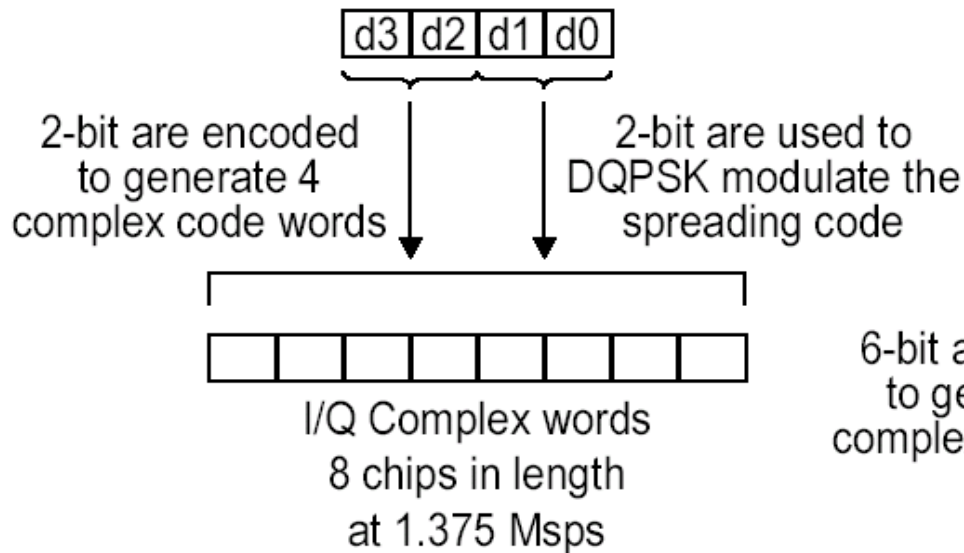 d3 d2 d1 d0
2-bit are encoded
to generate 4
complex code words
2-bit are used to
DQPSK modulate the
spreading code
I/Q Complex words
8 chips in length
at 1.375 Msps
6-bit a
to ge
comple